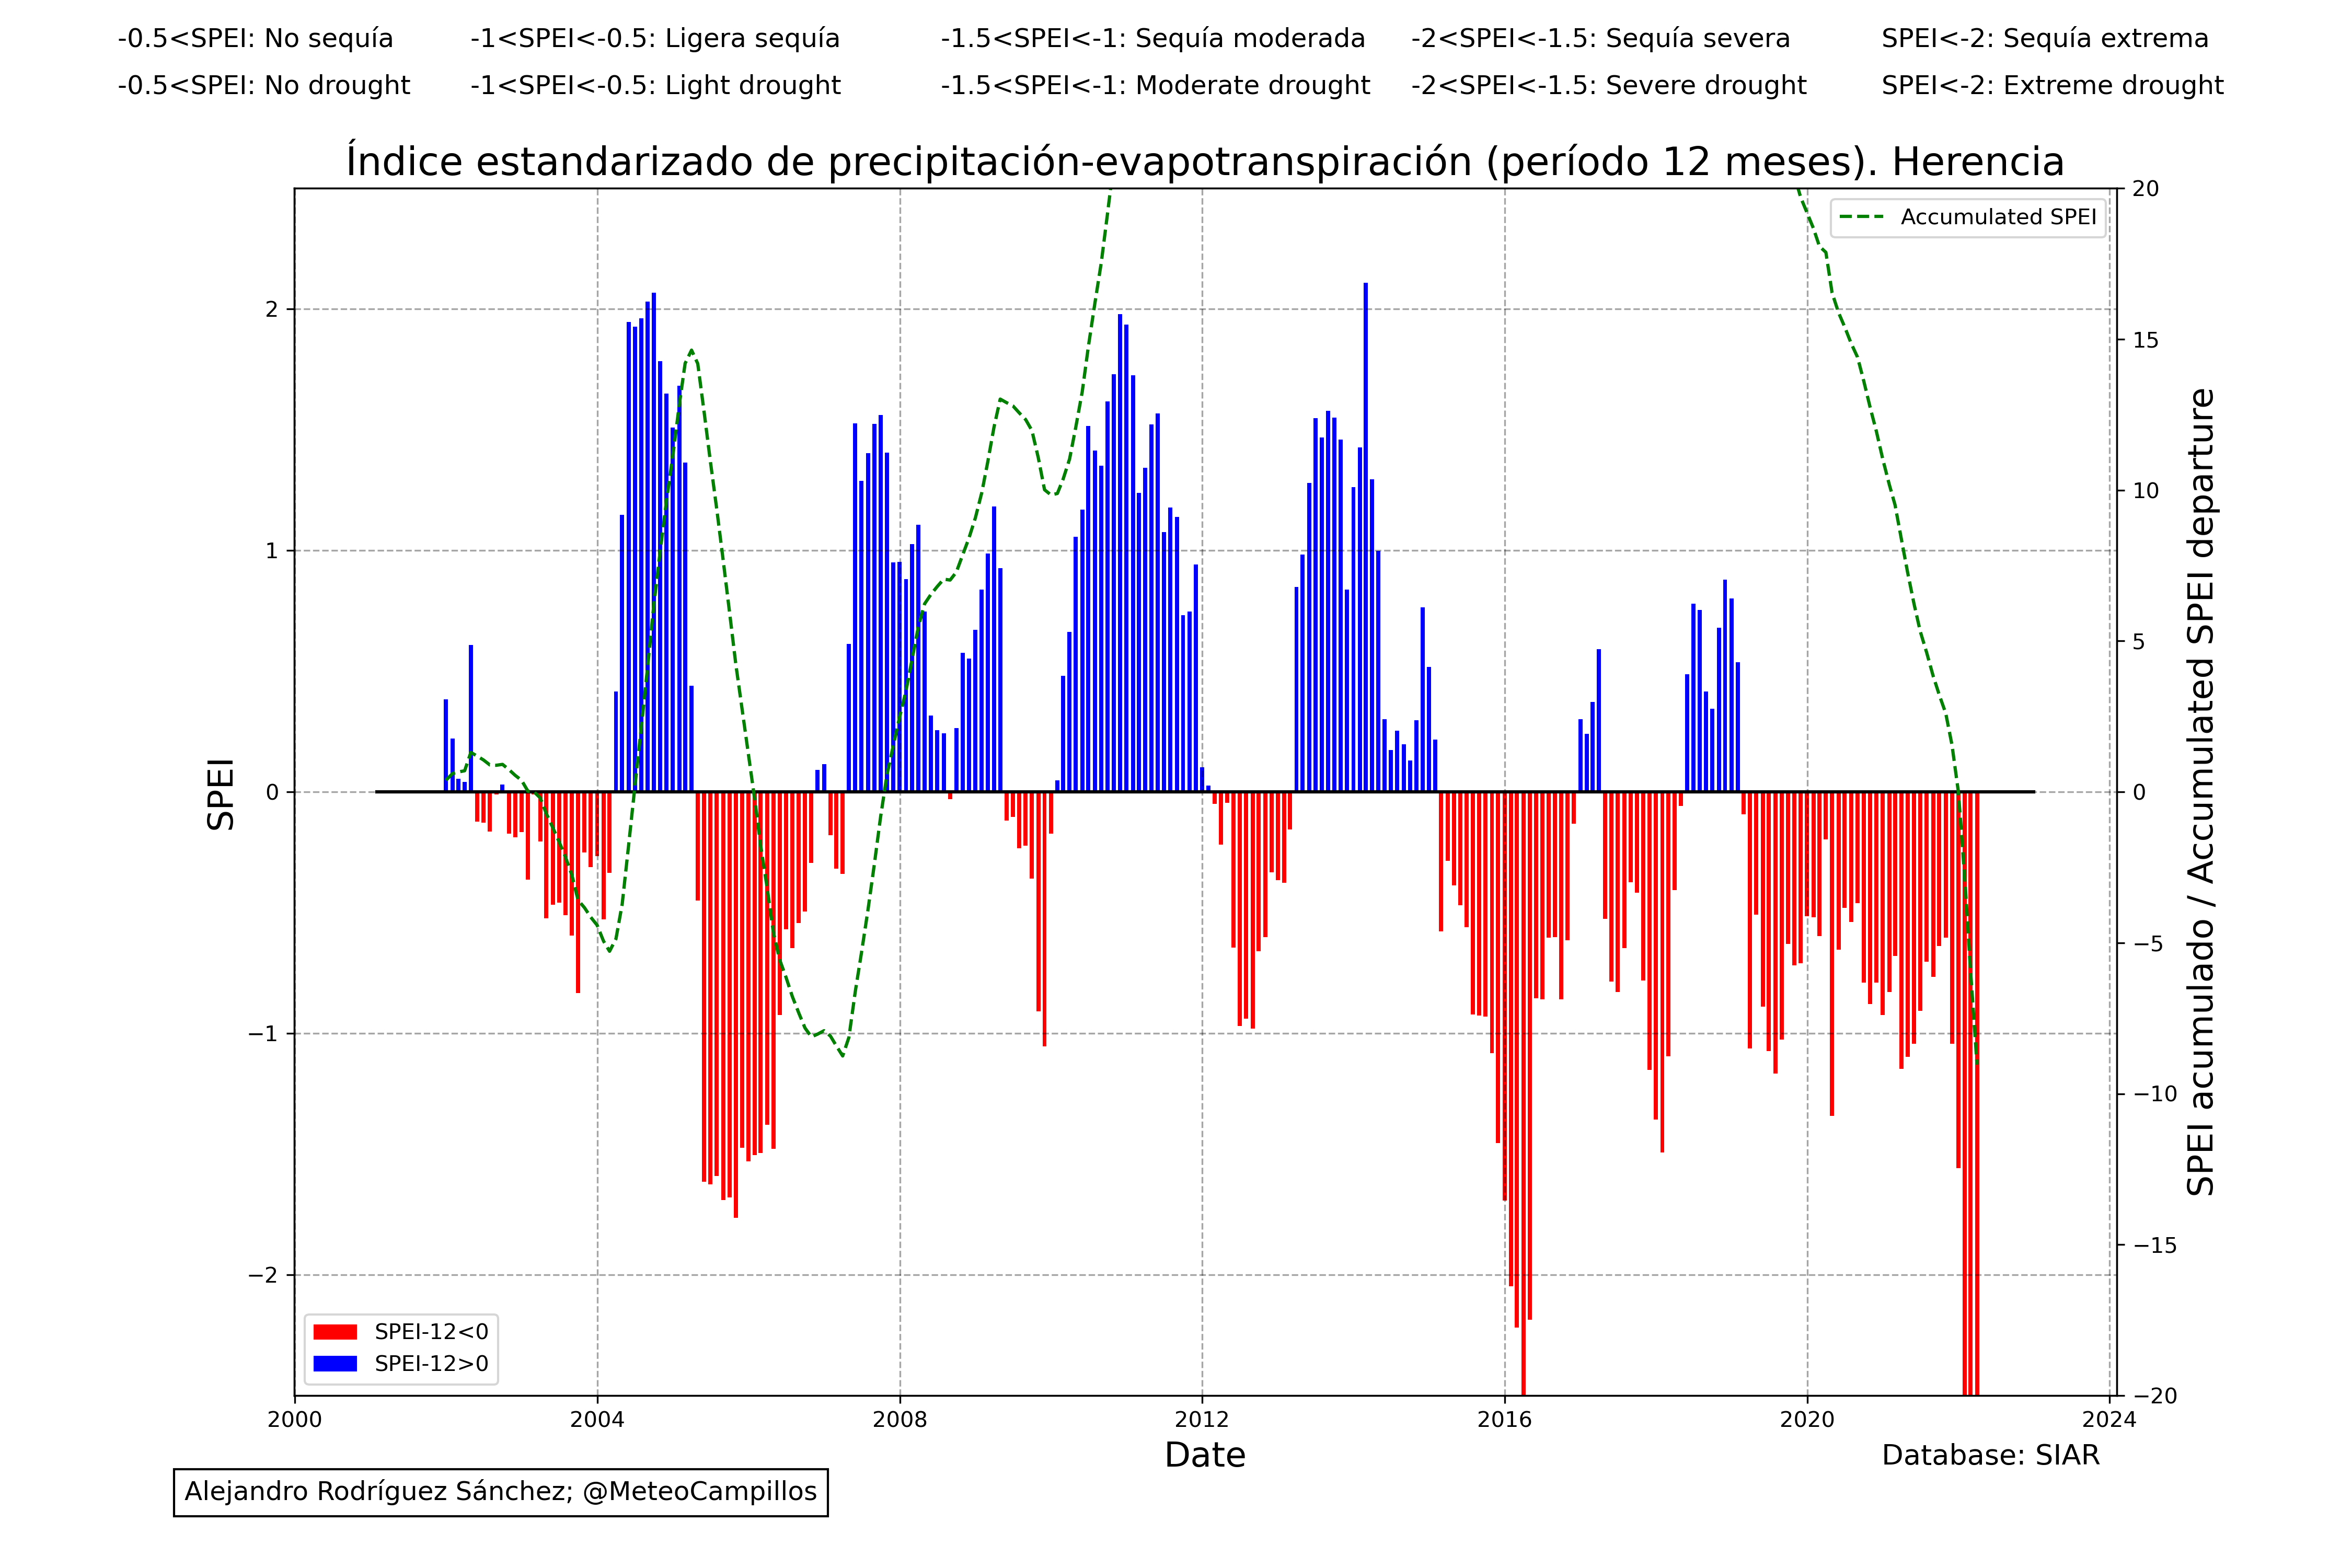 -0.5<SPEI: No sequía -1<SPEI<-0.5: Ligera sequía -1.5<SPEI<-1: Sequía moderada -2<SPEI<-1.5: Sequía severa SPEI<-2: Sequía extrema
-0.5<SPEI: No drought -1<SPEI<-0.5: Light drought -1.5<SPEI<-1: Moderate drought -2<SPEI<-1.5: Severe drought SPEI<-2: Extreme drought
Índice estandarizado de precipitación-evapotranspiración (período 12 meses). Herencia
Accumulated SPEI
SPEI
2
1
0
−1
−2
20
15
10
5
0
−5
−10
−15
−20
SPEI acumulado / Accumulated SPEI departure
SPEI-12<0
SPEI-12>0
2000 2004 2008 2012 2016 2020 2024
Date
Database: SIAR
Alejandro Rodríguez Sánchez; @MeteoCampillos